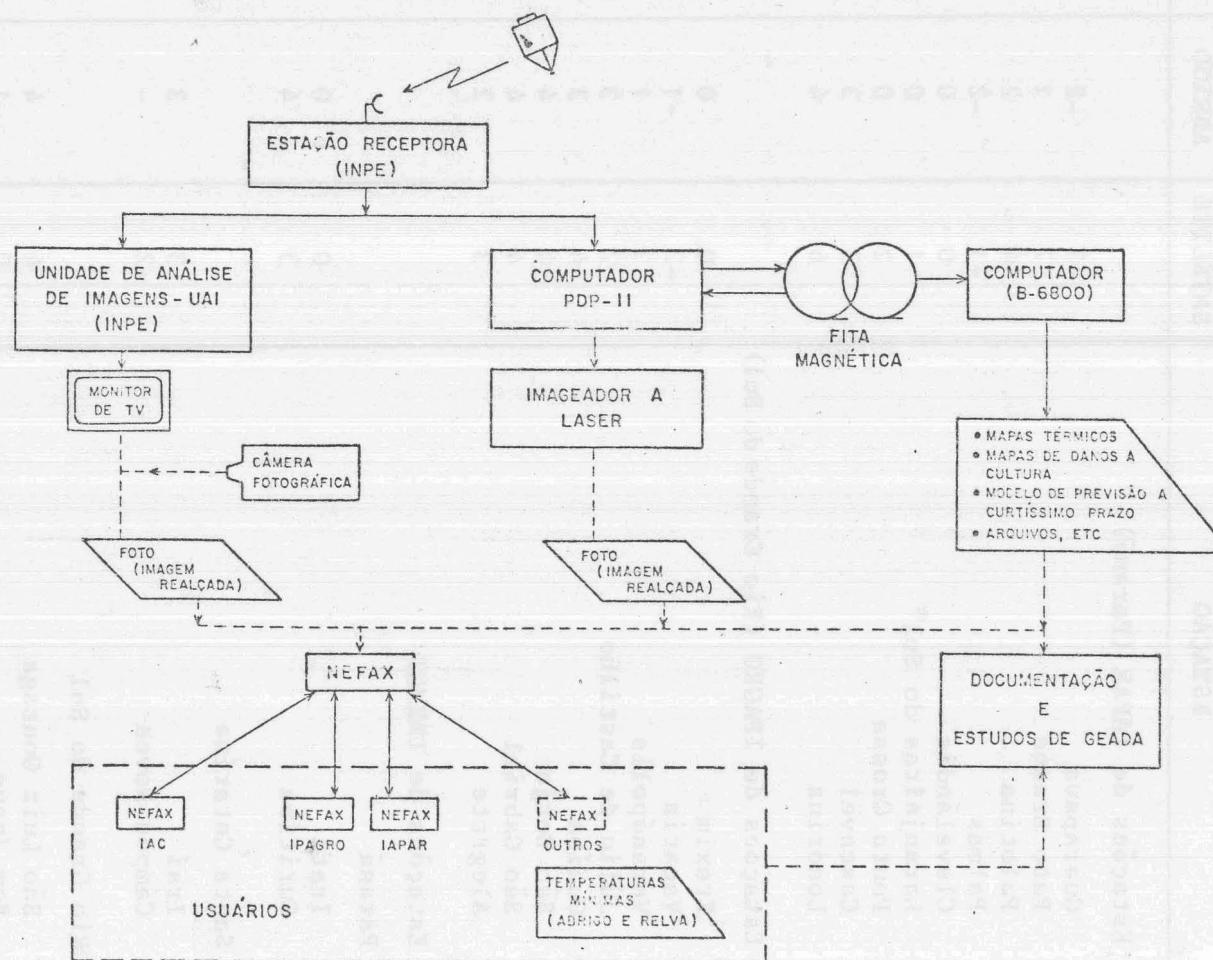 ESTAÇÃO RECEPTORA
(INPE)
UNIDADE DE ANÁLISE
DE IMAGENS-UAI
(INPE)
COMPUTADOR
PDP-11
FITA
MAGNÉTICA
COMPUTADOR
(B-6800)
MONITOR
DE TV
IMAGEADOR A
LASER
CÂMERA
FOTOGRÁFICA
• MAPAS TÉRMICOS
• MAPAS DE DANOS A
CULTURA
• MODELO DE PREVISÃO A
CURTÍSSIMO PRAZO
• ARQUIVOS, ETC
FOTO
(IMAGEM
REALÇADA)
FOTO
(IMAGEM
REALÇADA)
NEFAX
DOCUMENTAÇÃO
E
ESTUDOS DE GEADA
NEFAX
IAC
NEFAX
IPAGRO
NEFAX
IAPAR
NEFAX
OUTROS
TEMPERATURAS
MÍNIMAS
(ABRIGO E RELVA)
USUÁRIOS